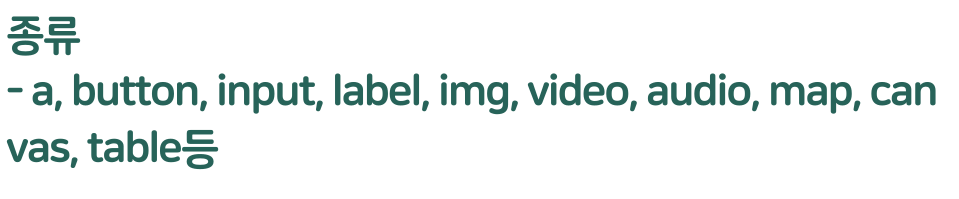 종류
- a, button, input, label, img, video, audio, map, can
vas, table등